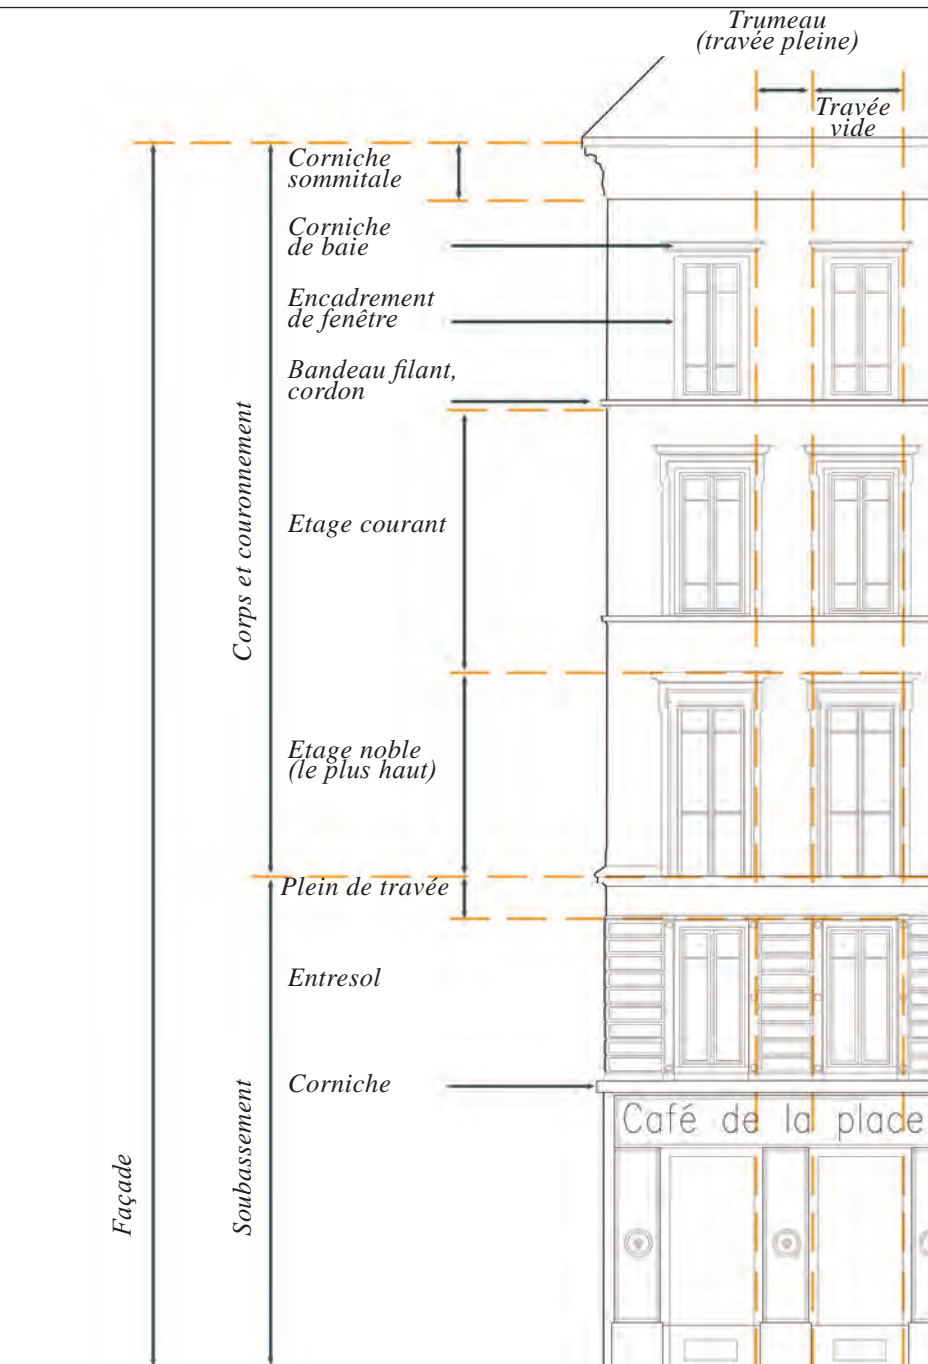 Trumeau
(travée pleine)
Travée
vide
Corniche
sommitale
Corniche
de baie
Encadrement
de fenêtre
Bandeau filant,
cordon
Etage courant
Corps et couronnement
Etage noble
(le plus haut)
Plein de travée
Entresol
Corniche
Café de la place
Soubassement
Façade